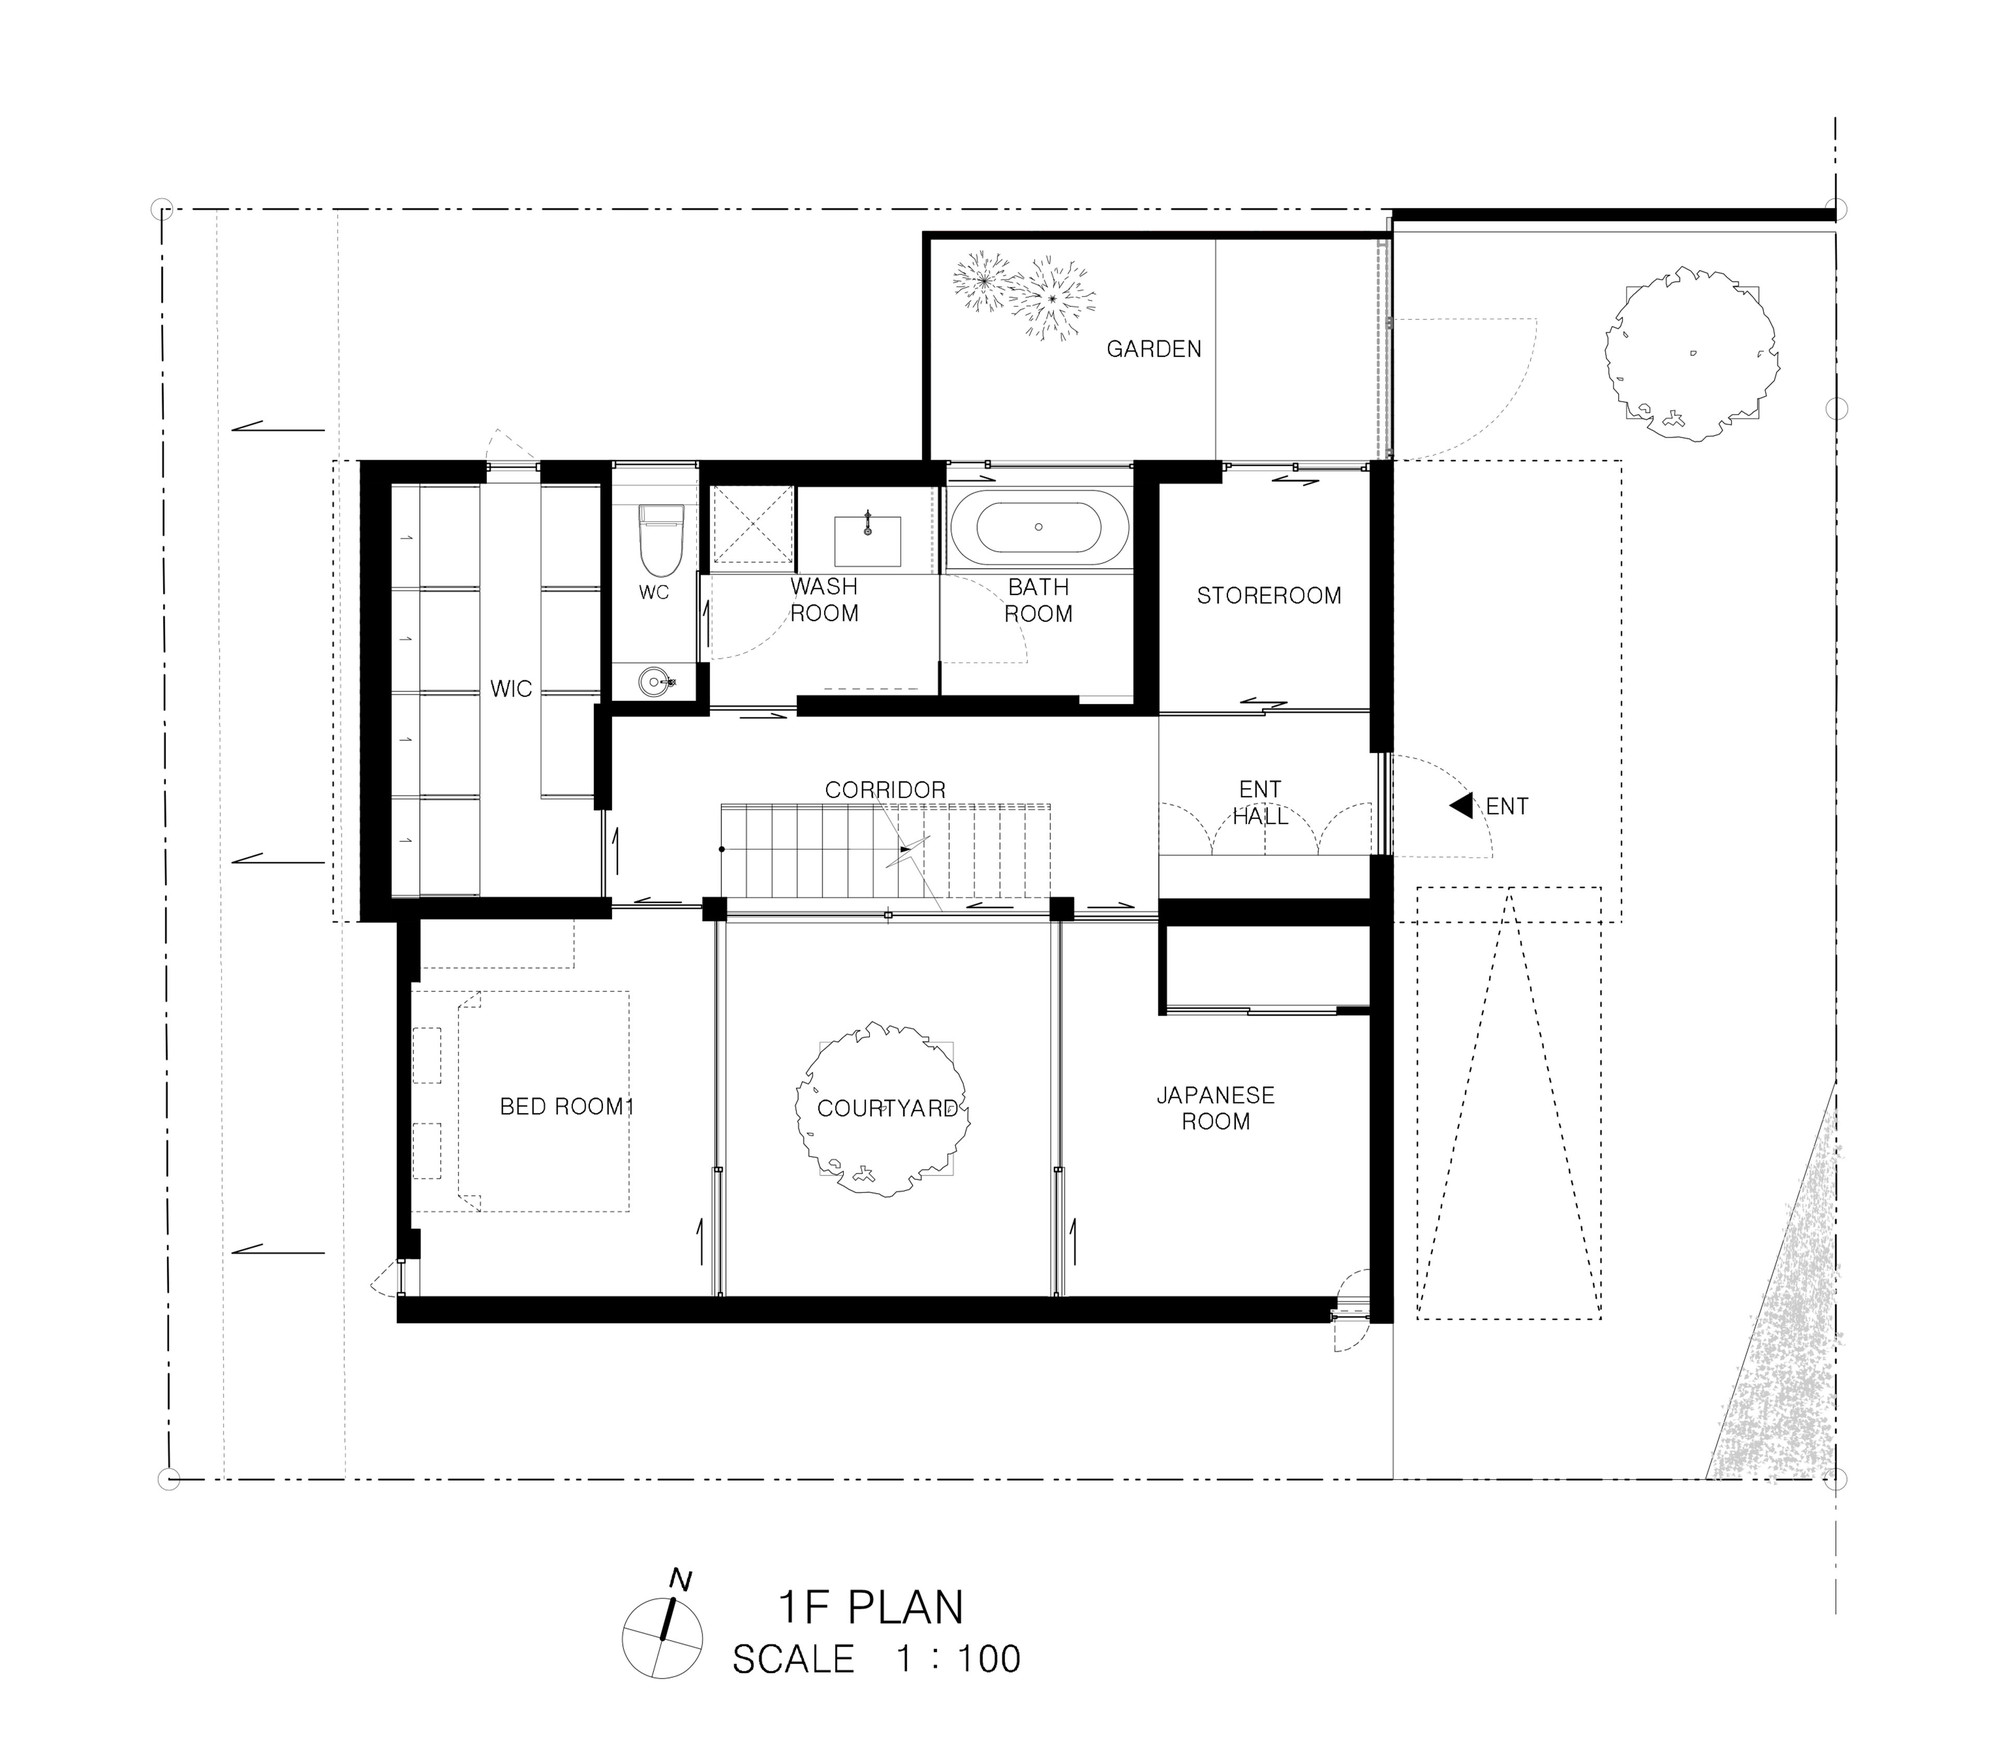 GARDEN
WASH
ROOM
BATH
ROOM
WC
STOREROOM
WIC
CORRIDOR
ENT
HALL
ENT
BED ROOM1
COURTYARD
JAPANESE
ROOM
N
1F PLAN
SCALE 1 : 100